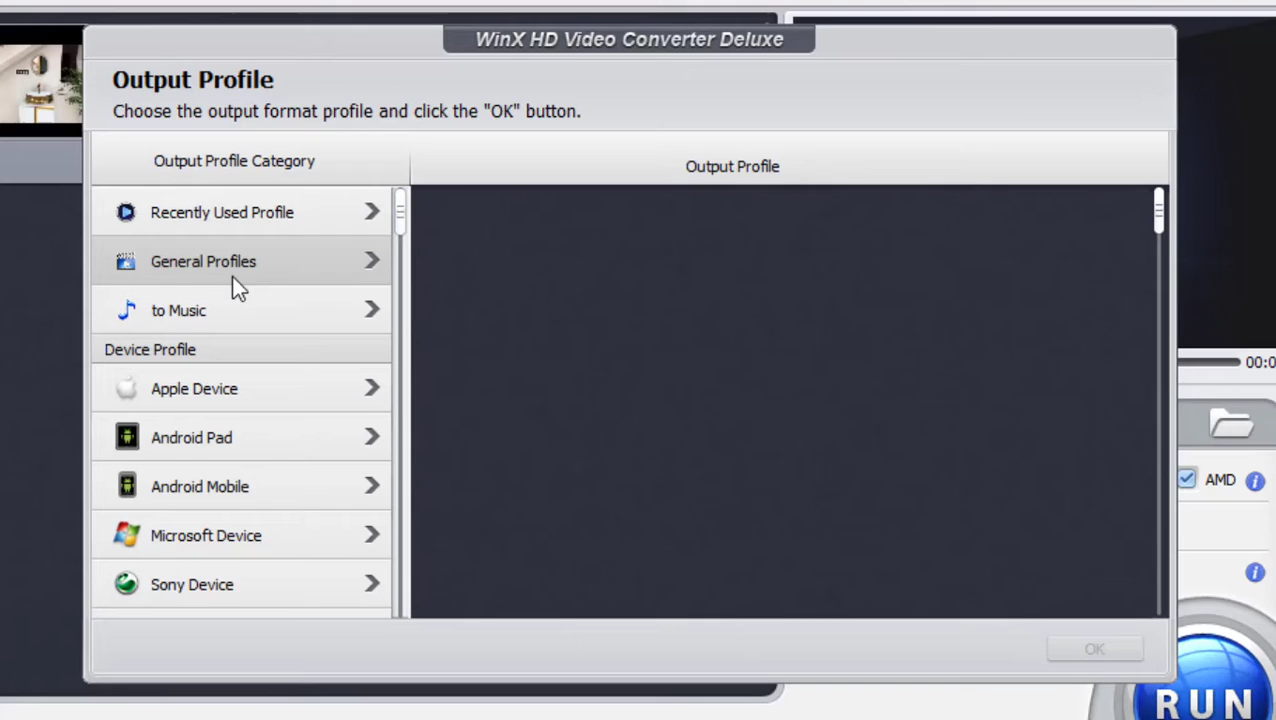 WinX HD Video Converter Deluxe
Output Profile
Choose the output format profile and click the "OK" button.
Output Profile Category
Output Profile
Recently Used Profile
General Profiles
to Music
Device Profile
Apple Device
Android Pad
Android Mobile
Microsoft Device
Sony Device
OK
00:0
AMD
RUN